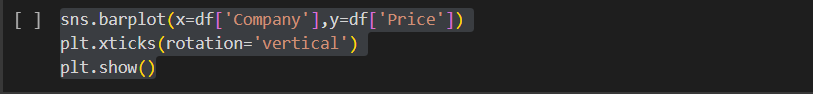 [ ] sns.barplot(x=df['Company'],y=df['Price'])
plt.xticks(rotation='vertical')
plt.show()